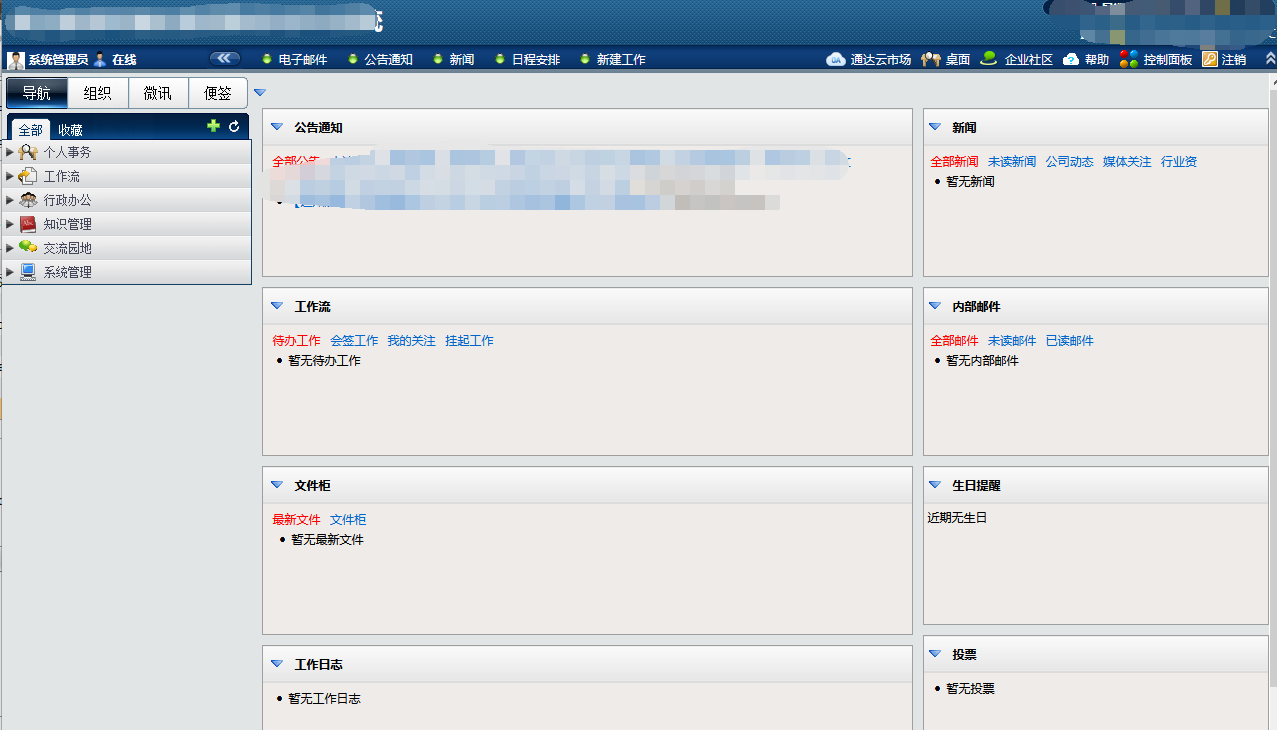 系统管理员 在线 电子邮件 公告通知 新闻 日程安排 新建工作 通达云市场 桌面 企业社区 帮助 控制面板 注销
导航 组织 微讯 便签
全部 收藏
个人事务
工作流
行政办公
知识管理
交流园地
系统管理
公告通知
全部公告
新闻
全部新闻 未读新闻 公司动态 媒体关注 行业资
暂无新闻
工作流
待办工作 会签工作 我的关注 挂起工作
暂无待办工作
内部邮件
全部邮件 未读邮件 已读邮件
暂无内部邮件
文件柜
最新文件 文件柜
暂无最新文件
生日提醒
近期无生日
工作日志
暂无工作日志
投票
暂无投票